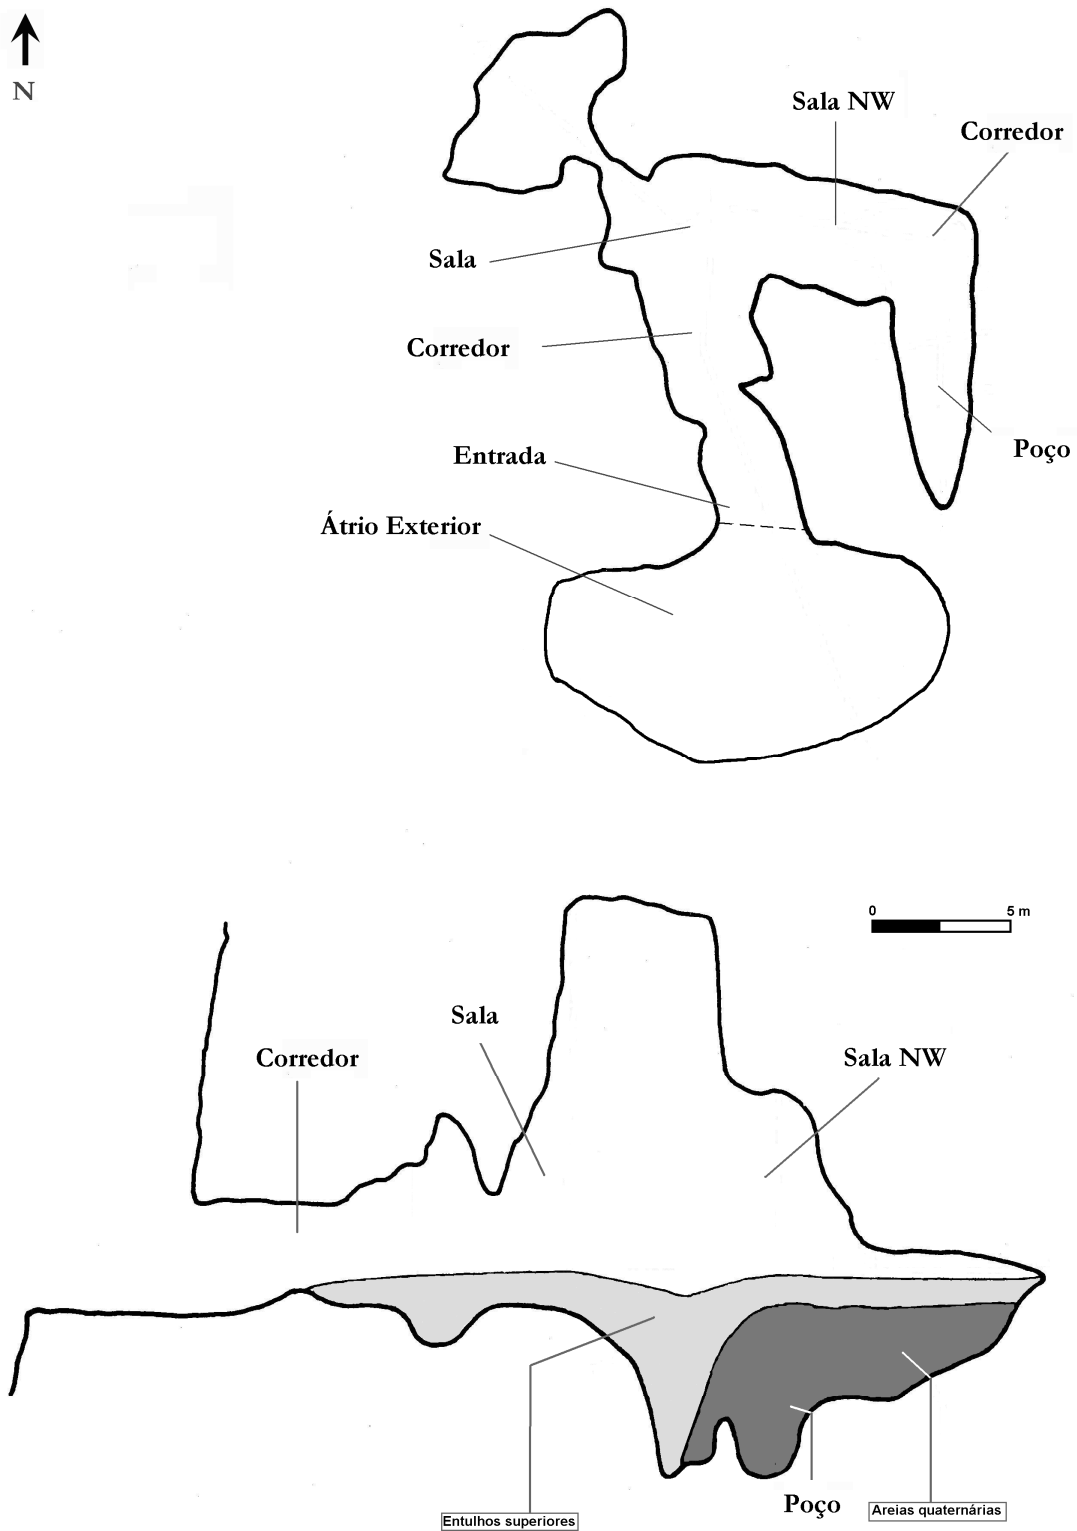 N
Sala NW
Corredor
Sala
Corredor
Poço
Entrada
Átrio Exterior
0 5 m
Sala
Corredor
Sala NW
Poço
Areias quaternárias
Entulhos superiores